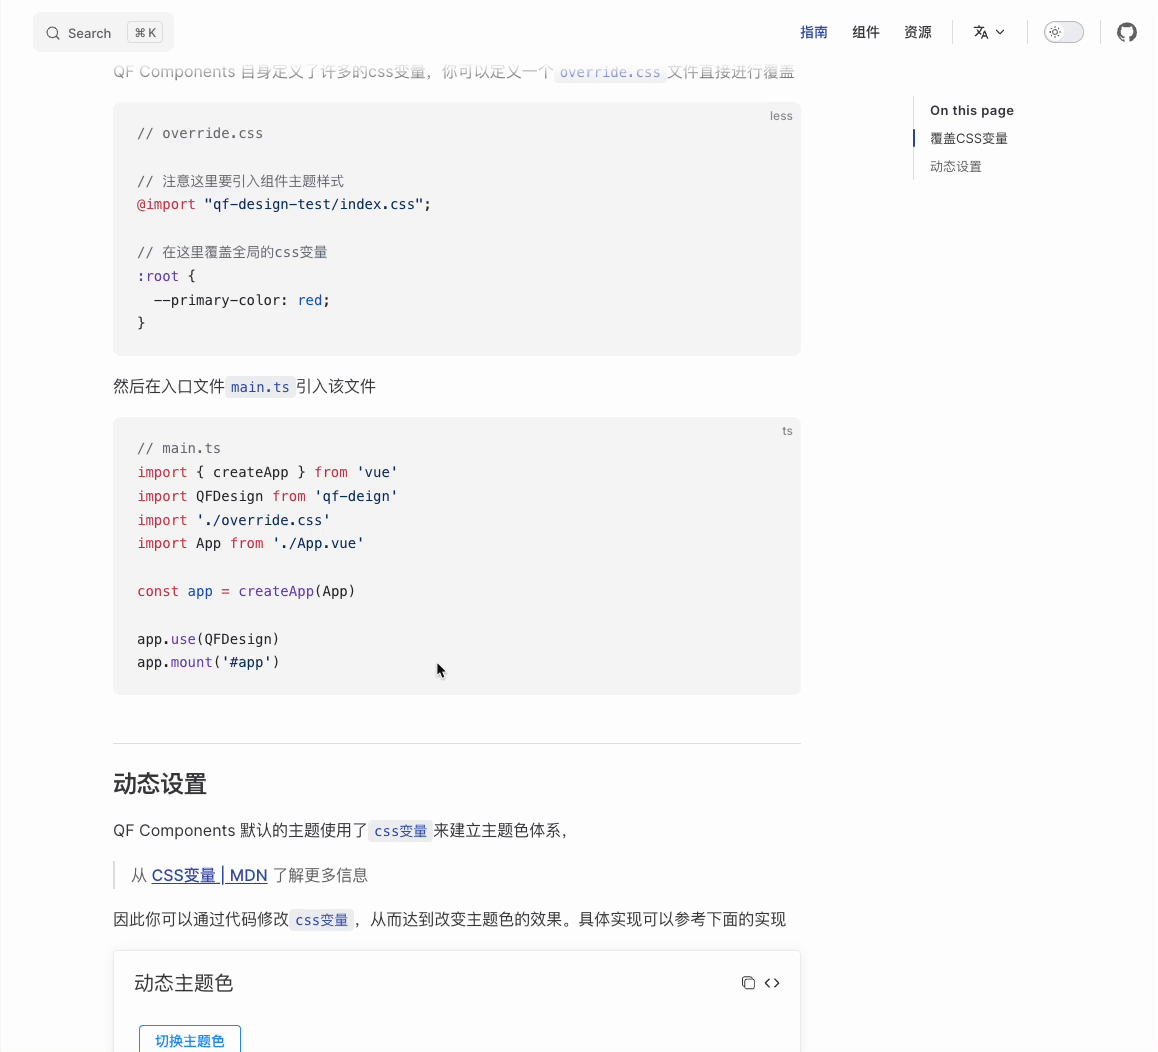 Search ⌘ K
指南 组件 资源
QF Components 自身定义了许多的css变量，你可以定义一个 override.css 文件直接进行覆盖
On this page
覆盖CSS变量
动态设置
less
// override.css
// 注意这里要引入组件主题样式
@import "qf-design-test/index.css";
// 在这里覆盖全局的css变量
:root {
--primary-color: red;
}
然后在入口文件 main.ts 引入该文件
ts
// main.ts
import { createApp } from 'vue'
import QFDesign from 'qf-deign'
import './override.css'
import App from './App.vue'
const app = createApp(App)
app.use(QFDesign)
app.mount('#app')
动态设置
QF Components 默认的主题使用了 css变量 来建立主题色体系，
从 CSS变量 | MDN 了解更多信息
因此你可以通过代码修改 css变量 ，从而达到改变主题色的效果。具体实现可以参考下面的实现
动态主题色
切换主题色